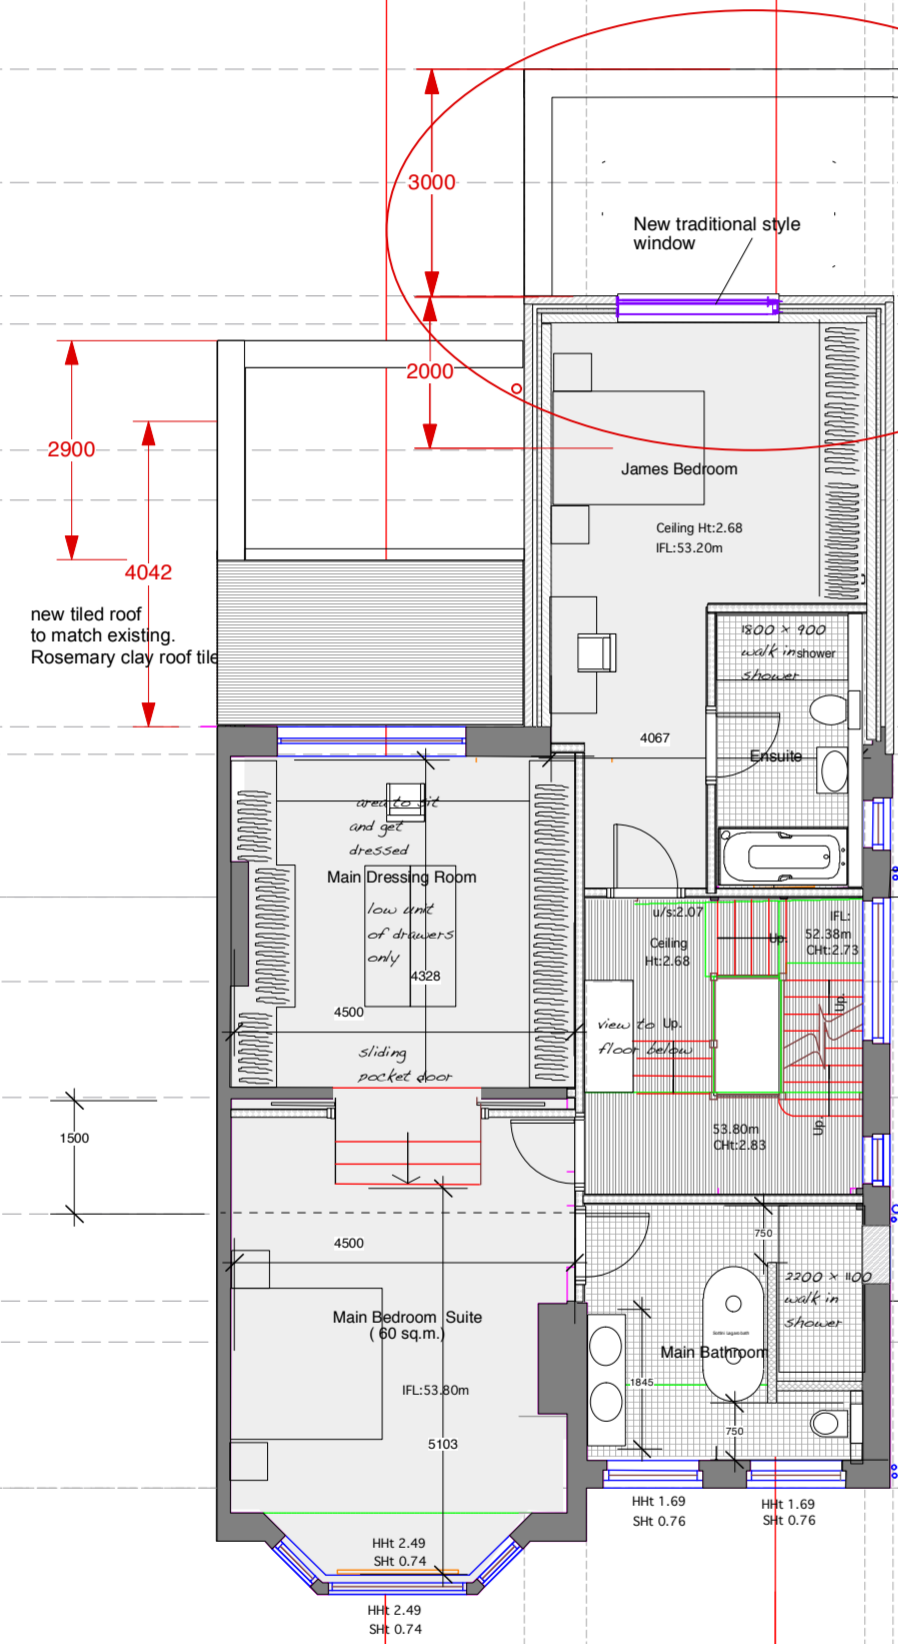 3000
New traditional style
window
2000
2900
James Bedroom
Ceiling Ht:2.68
IFL:53.20m
4042
new tiled roof
to match existing.
Rosemary clay roof tile
1800 x 900
walk in shower
shower
4067
Ensuite
area to sit
and get
dressed
Main Dressing Room
low unit
of drawers
only
4328
4500
sliding
pocket door
u/s:2.07
Ceiling
Ht:2.68
Up.
IFL:
52.38m
CHt:2.73
Up.
view to Up.
floor below
Up.
53.80m
CHt:2.83
1500
4500
750
2200 x 1100
walk in
shower
Main Bedroom Suite
( 60 sq.m.)
Main Bathroom
IFL:53.80m
1845
5103
750
HHt 1.69
SHt 0.76
HHt 1.69
SHt 0.76
HHt 2.49
SHt 0.74
HHt 2.49
SHt 0.74